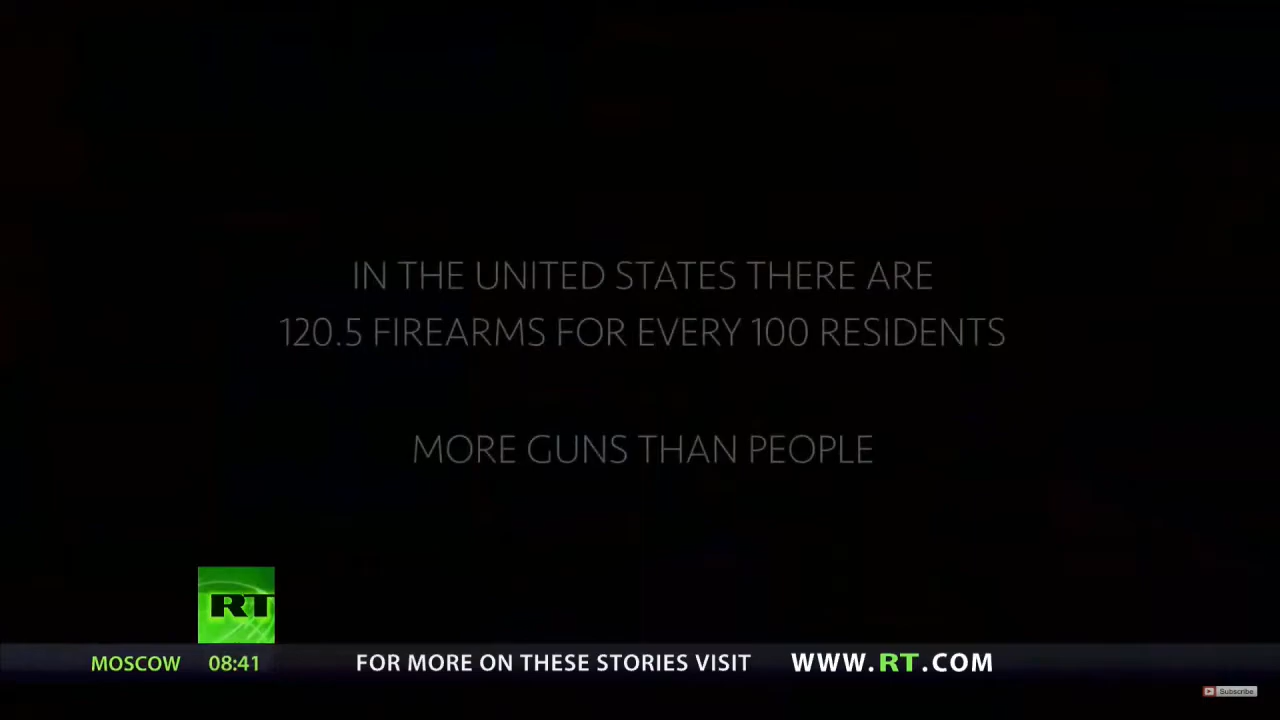 IN THE UNITED STATES THERE ARE
120.5 FIREARMS FOR EVERY 100 RESIDENTS
MORE GUNS THAN PEOPLE
RT
MOSCOW 08:41 FOR MORE ON THESE STORIES VISIT WWW.RT.COM
Subscribe